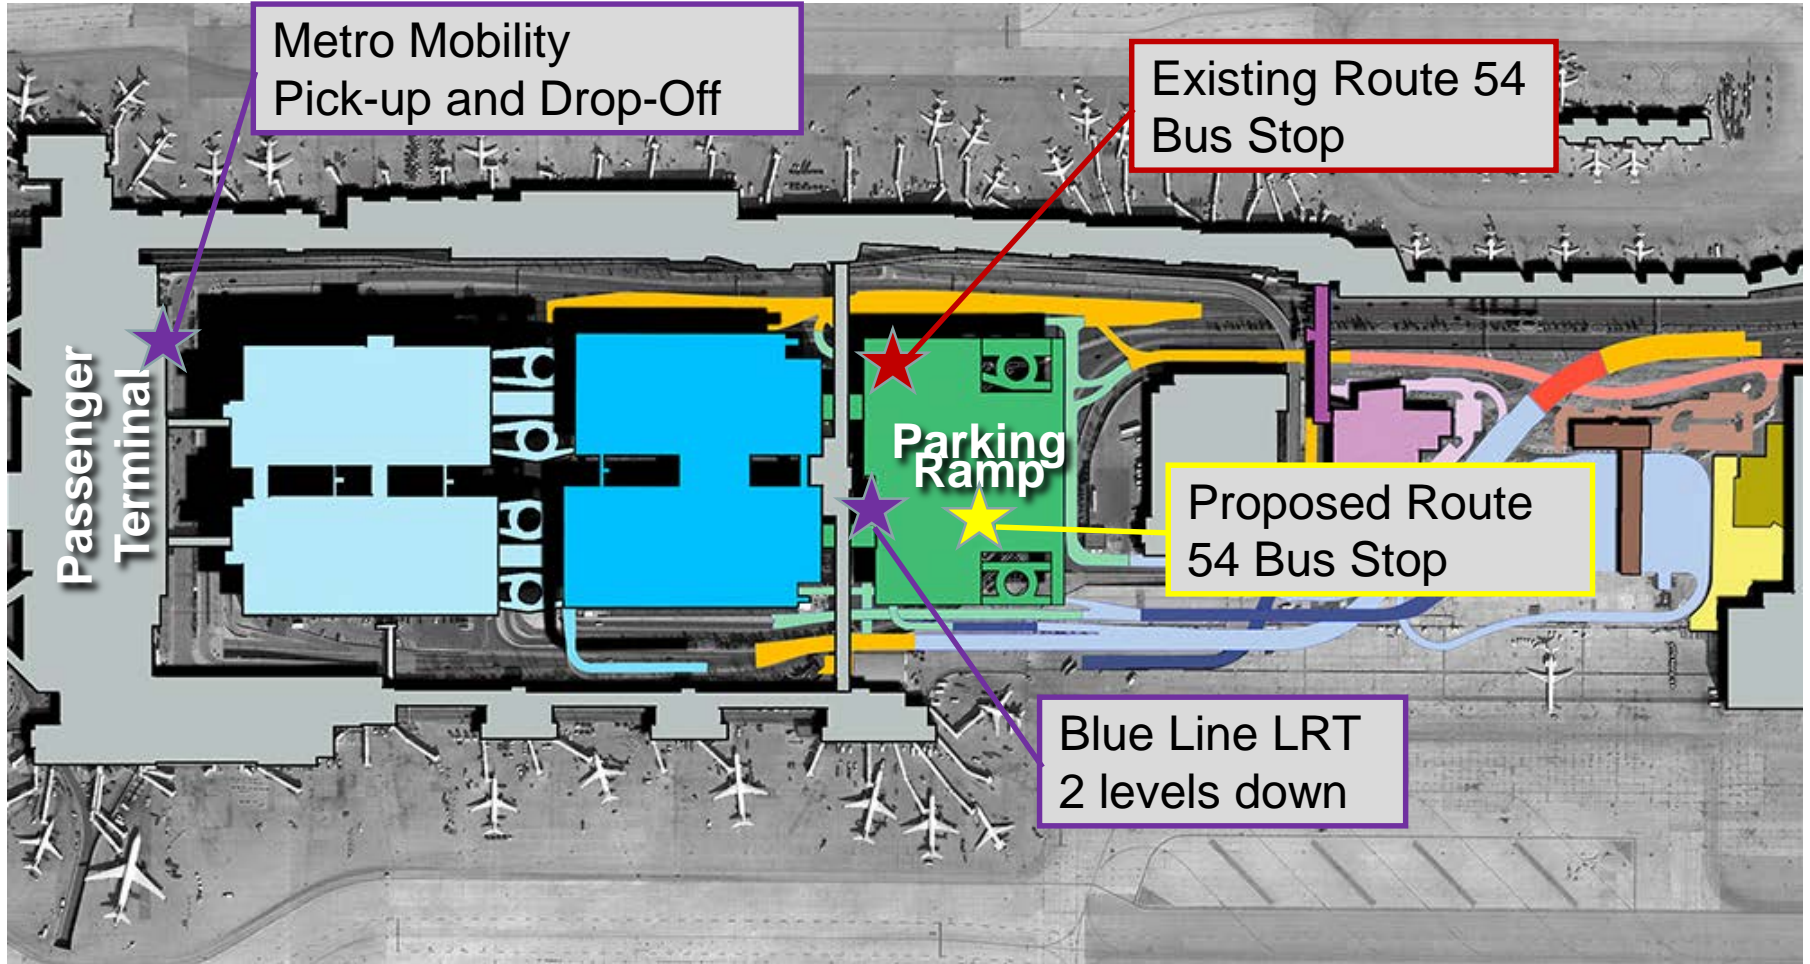 Metro Mobility
Pick-up and Drop-Off
Existing Route 54
Bus Stop
Passenger
Terminal
Parking
Ramp
Proposed Route
54 Bus Stop
Blue Line LRT
2 levels down